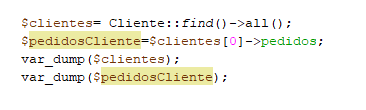 $clientes= Cliente::find()->all();
$pedidosCliente=$clientes[0]->pedidos;
var_dump($clientes);
var_dump($pedidosCliente);